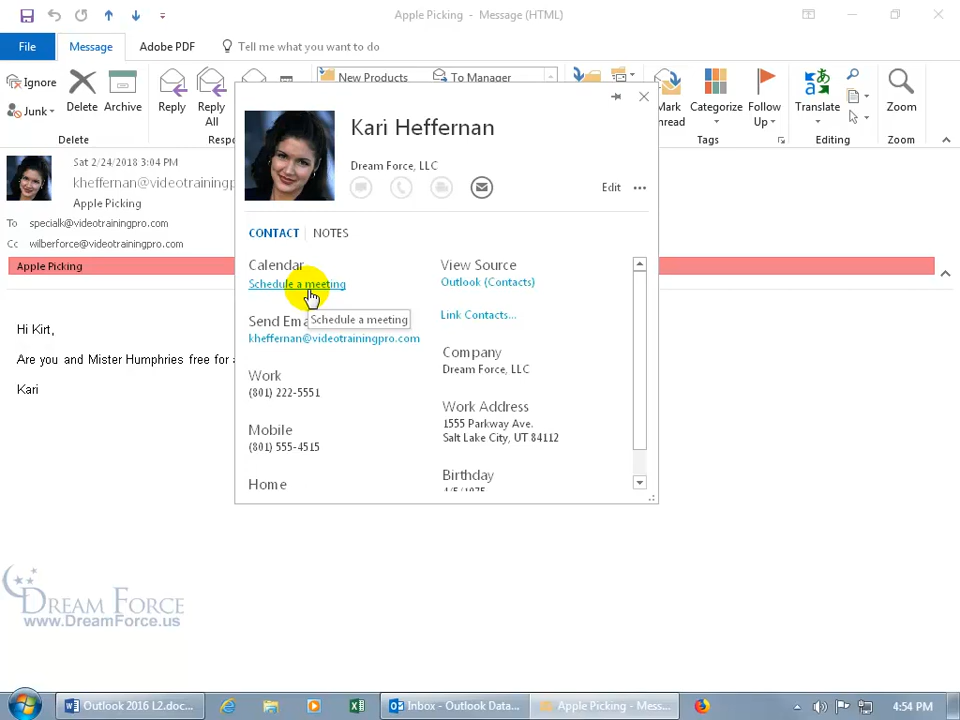 Apple Picking - Message (HTML)
File
Message
Adobe PDF
Tell me what you want to do
Ignore
Junk
Delete
Archive
Reply
Reply All
New Products
To Manager
Mark
Categorize
Follow Up
Translate
Zoom
Delete
Tags
Editing
Zoom
Sat 2/24/2018 3:04 PM
kheffernan@videotrainingp
Apple Picking
To specialk@videotrainingpro.com
Cc wilberforce@videotrainingpro.com
Apple Picking
Hi Kirt,
Are you and Mister Humphries free for
Kari
Kari Heffernan
Dream Force, LLC
Edit
CONTACT
NOTES
Calendar
Schedule a meeting
Schedule a meeting
Send Ema
kheffernan@videotrainingpro.com
Work
(801) 222-5551
Mobile
(801) 555-4515
Home
View Source
Outlook (Contacts)
Link Contacts...
Company
Dream Force, LLC
Work Address
1555 Parkway Ave.
Salt Lake City, UT 84112
Birthday
DREAM FORCE
www.DreamForce.us
Outlook 2016 L2.doc...
Inbox - Outlook Data...
Apple Picking - Mess...
4:54 PM